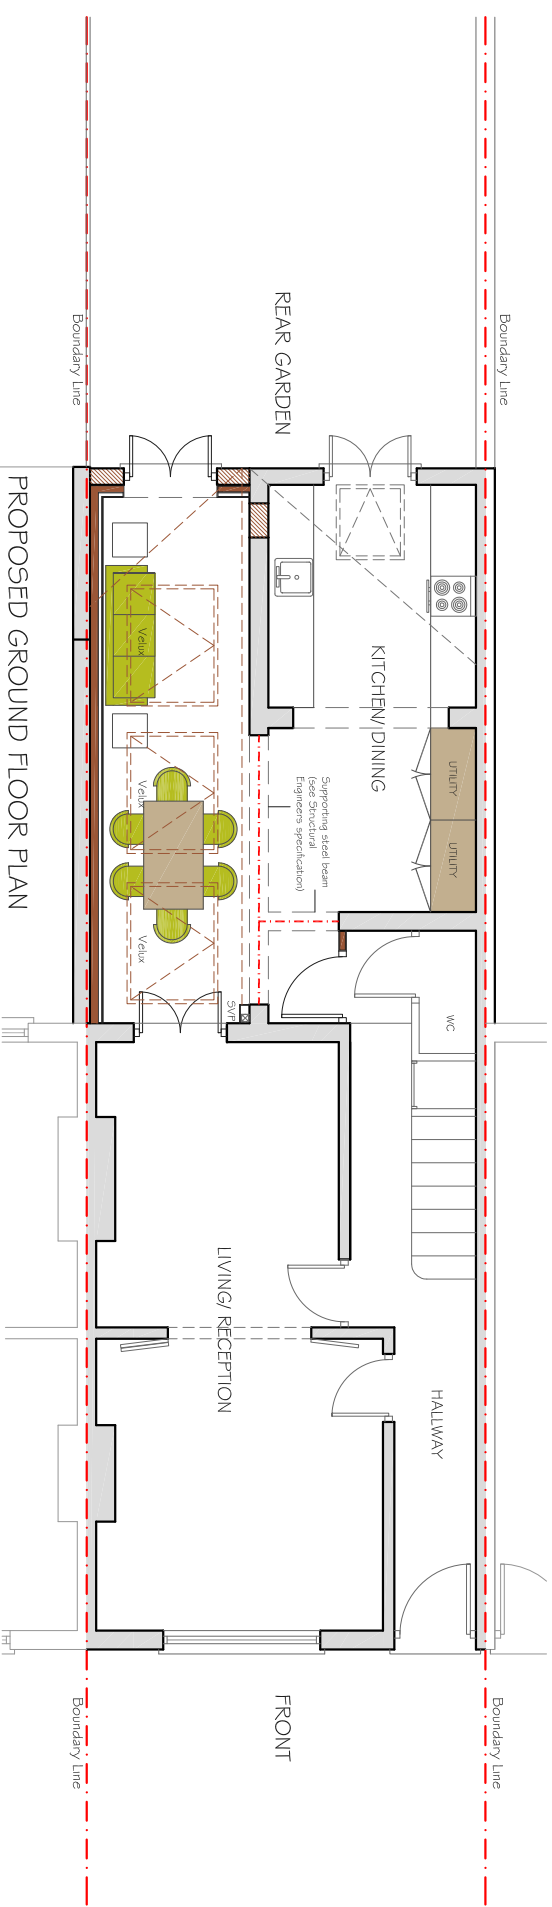 Boundary Line
REAR GARDEN
Boundary Line
PROPOSED GROUND FLOOR PLAN
KITCHEN/ DINING
UTILITY
UTILITY
Supporting steel beam
(see Structural
Engineers specification)
Velux
Velux
Velux
SVP
WC
LIVING/ RECEPTION
HALLWAY
FRONT
Boundary Line
Boundary Line